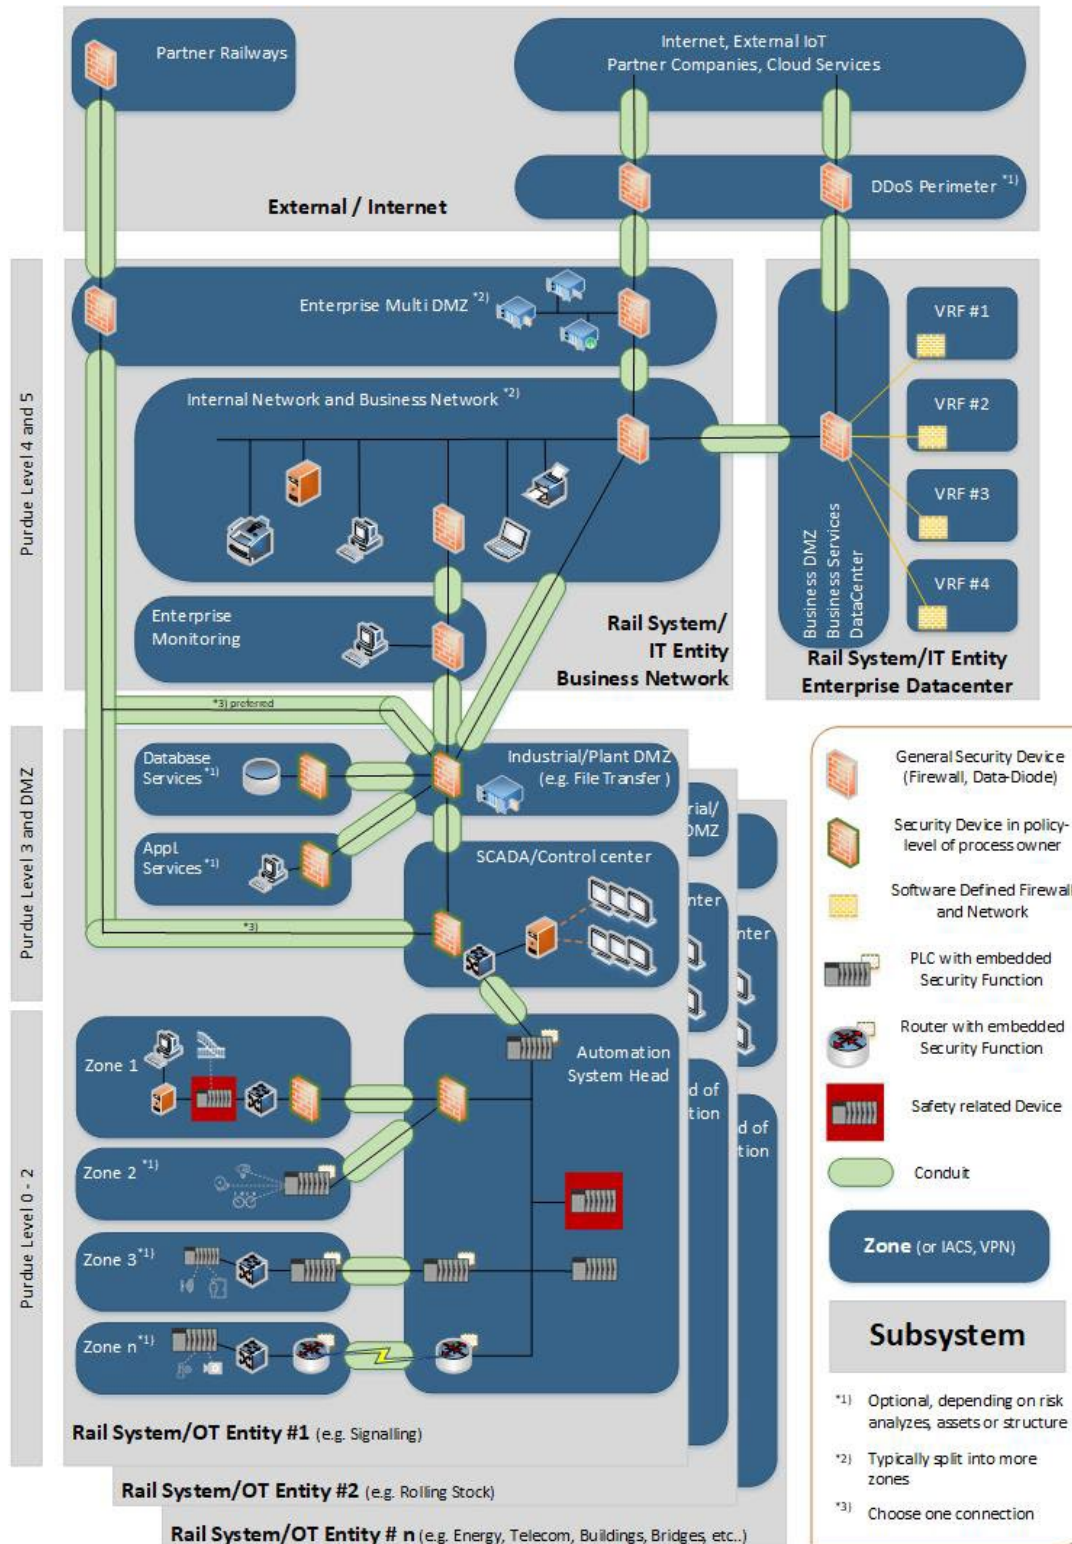 Partner Railways
Internet, External IoT
Partner Companies, Cloud Services
DDoS Perimeter *1)
External / Internet
Purdue Level 4 and 5
Enterprise Multi DMZ *2)
Internal Network and Business Network *2)
Enterprise
Monitoring
Rail System/
IT Entity
Business Network
VRF #1
VRF #2
VRF #3
VRF #4
Business DMZ
Business Services
DataCenter
Rail System/IT Entity
Enterprise Datacenter
Purdue Level 3 and DMZ
*3) preferred
Database
Services *1)
Industrial/Plant DMZ
(e.g. File Transfer )
Appl.
Services *1)
SCADA/Control center
*3)
rial/
DMZ
nter
nter
Purdue Level 0 - 2
Zone 1
Automation
System Head
Zone 2 *1)
Zone 3 *1)
Zone n *1)
d of
tion
d of
tion
Rail System/OT Entity #1 (e.g. Signalling)
Rail System/OT Entity #2 (e.g. Rolling Stock)
Rail System/OT Entity # n (e.g. Energy, Telecom, Buildings, Bridges, etc..)
General Security Device
(Firewall, Data-Diode)
Security Device in policy-
level of process owner
Software Defined Firewall
and Network
PLC with embedded
Security Function
Router with embedded
Security Function
Safety related Device
Conduit
Zone (or IACS, VPN)
Subsystem
*1) Optional, depending on risk
analyzes, assets or structure
*2) Typically split into more
zones
*3) Choose one connection